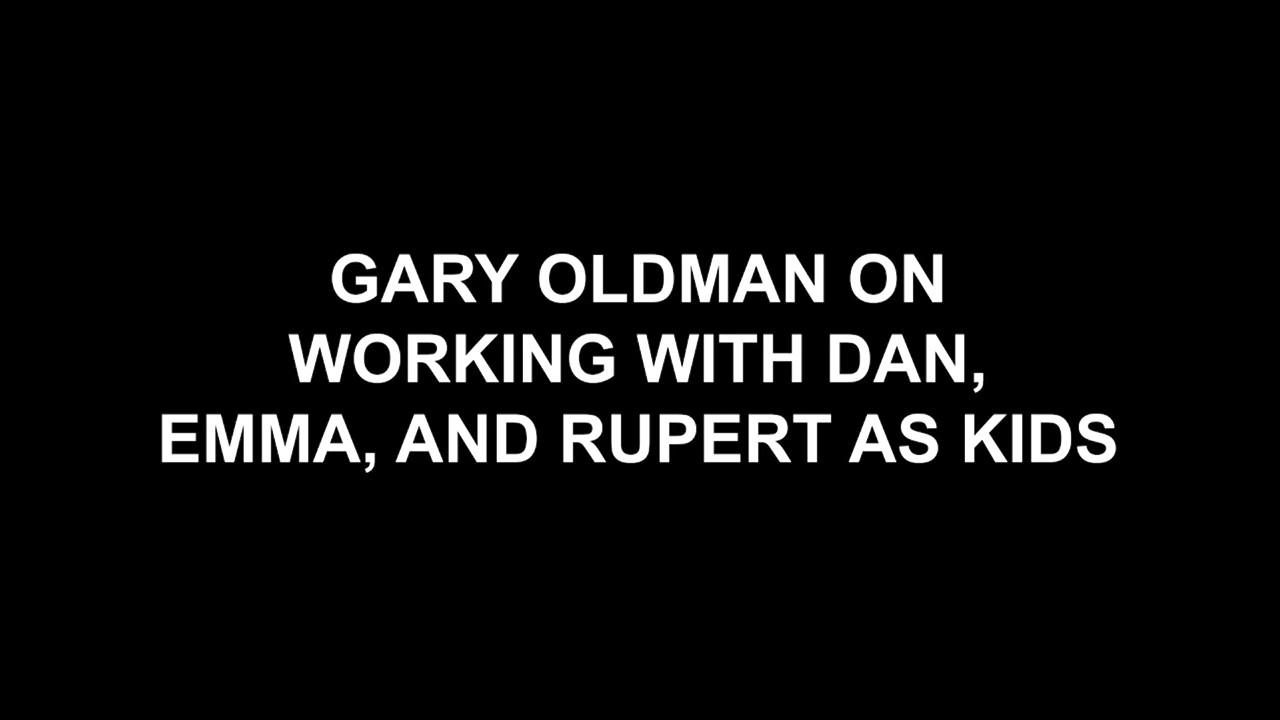 GARY OLDMAN ON
WORKING WITH DAN,
EMMA, AND RUPERT AS KIDS